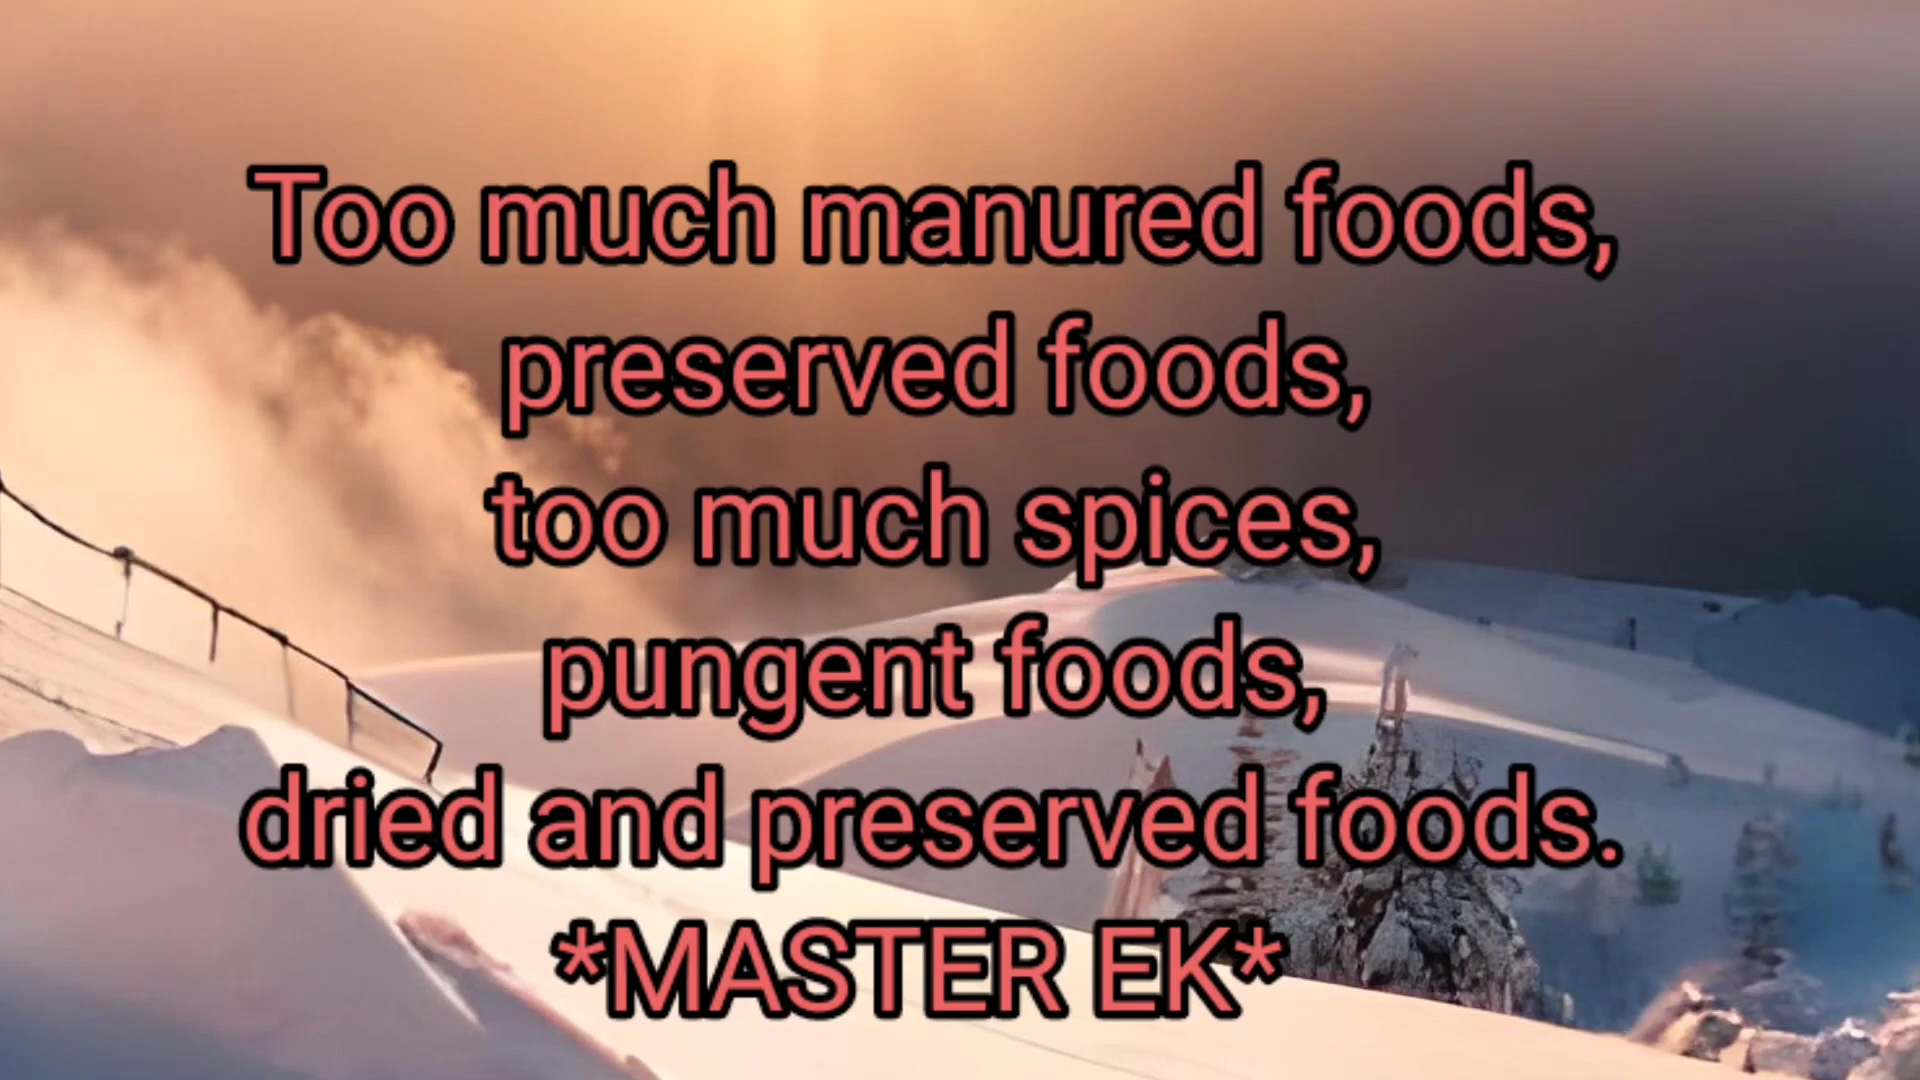 Too much manured foods,
preserved foods,
too much spices,
pungent foods,
dried and preserved foods.
*MASTER EK*